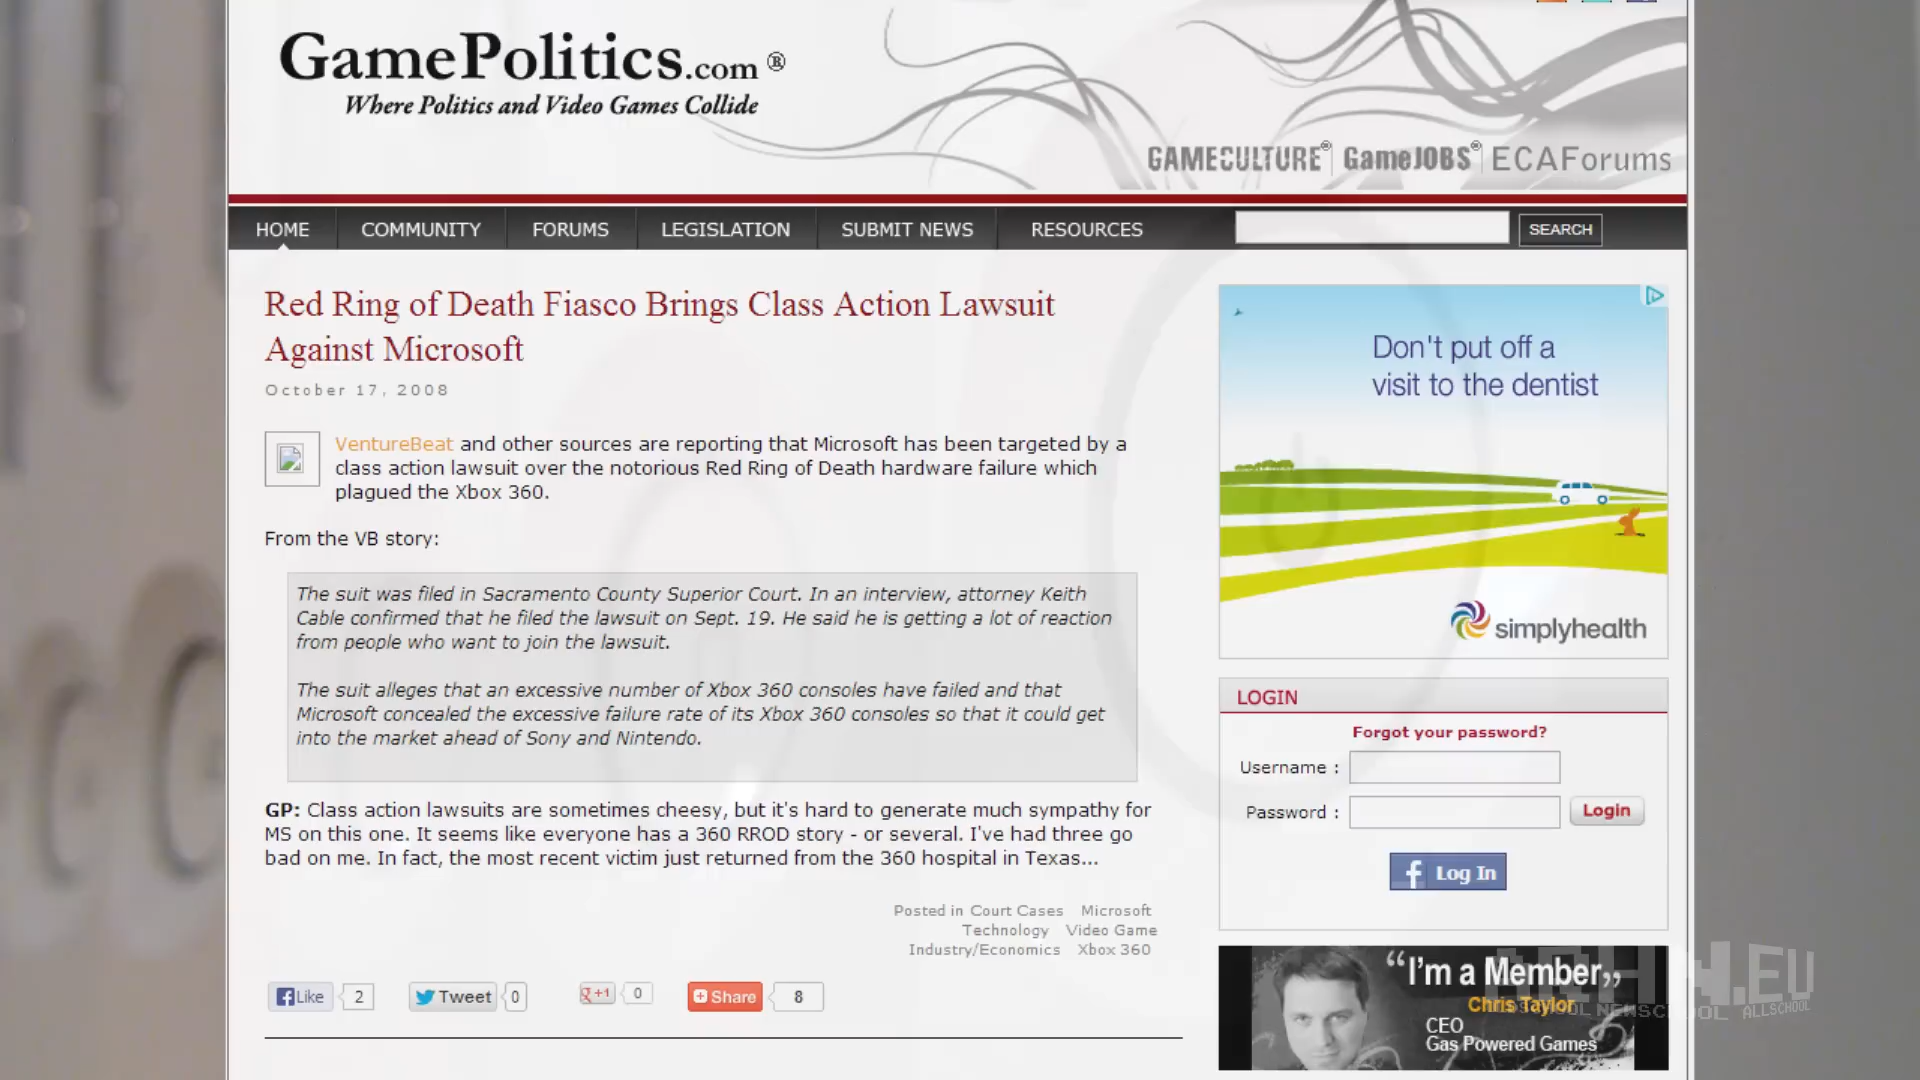 GamePolitics.com ®
Where Politics and Video Games Collide
GAMECULTURE® GameJOBS® ECAForums
HOME COMMUNITY FORUMS LEGISLATION SUBMIT NEWS RESOURCES SEARCH
Red Ring of Death Fiasco Brings Class Action Lawsuit
Against Microsoft
October 17, 2008
VentureBeat and other sources are reporting that Microsoft has been targeted by a
class action lawsuit over the notorious Red Ring of Death hardware failure which
plagued the Xbox 360.
From the VB story:
The suit was filed in Sacramento County Superior Court. In an interview, attorney Keith
Cable confirmed that he filed the lawsuit on Sept. 19. He said he is getting a lot of reaction
from people who want to join the lawsuit.
The suit alleges that an excessive number of Xbox 360 consoles have failed and that
Microsoft concealed the excessive failure rate of its Xbox 360 consoles so that it could get
into the market ahead of Sony and Nintendo.
GP: Class action lawsuits are sometimes cheesy, but it's hard to generate much sympathy for
MS on this one. It seems like everyone has a 360 RROD story - or several. I've had three go
bad on me. In fact, the most recent victim just returned from the 360 hospital in Texas...
Posted in Court Cases Microsoft
Technology Video Game
Industry/Economics Xbox 360
Like 2 Tweet 0 g+1 0 Share 8
Don't put off a
visit to the dentist
simplyhealth
LOGIN
Forgot your password?
Username :
Password : Login
f Log In
“I'm a Member”
Chris Taylor
CEO
Gas Powered Games
.EU
NEWSCHOOL ALLSCHOOL